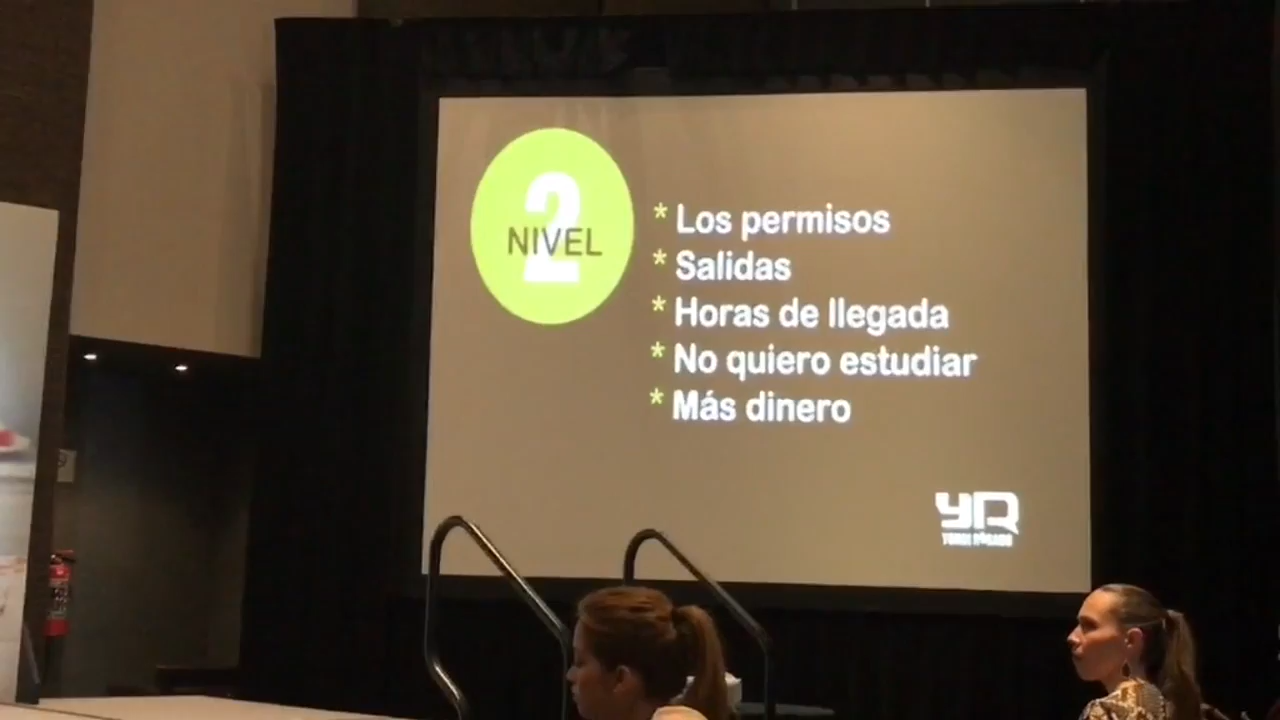 2
NIVEL
* Los permisos
* Salidas
* Horas de llegada
* No quiero estudiar
* Más dinero
YR